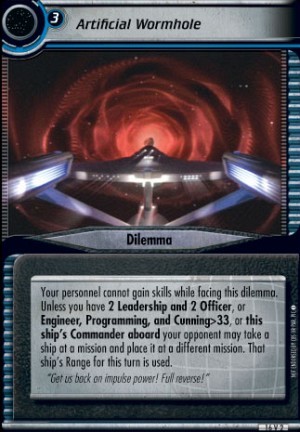 3
Artificial Wormhole
Dilemma
Your personnel cannot gain skills while facing this dilemma.
Unless you have 2 Leadership and 2 Officer, or
Engineer, Programming, and Cunning>33, or this
ship's Commander aboard your opponent may take a
ship at a mission and place it at a different mission. That
ship's Range for this turn is used.
"Get us back on impulse power! Full reverse!"
14 V 5